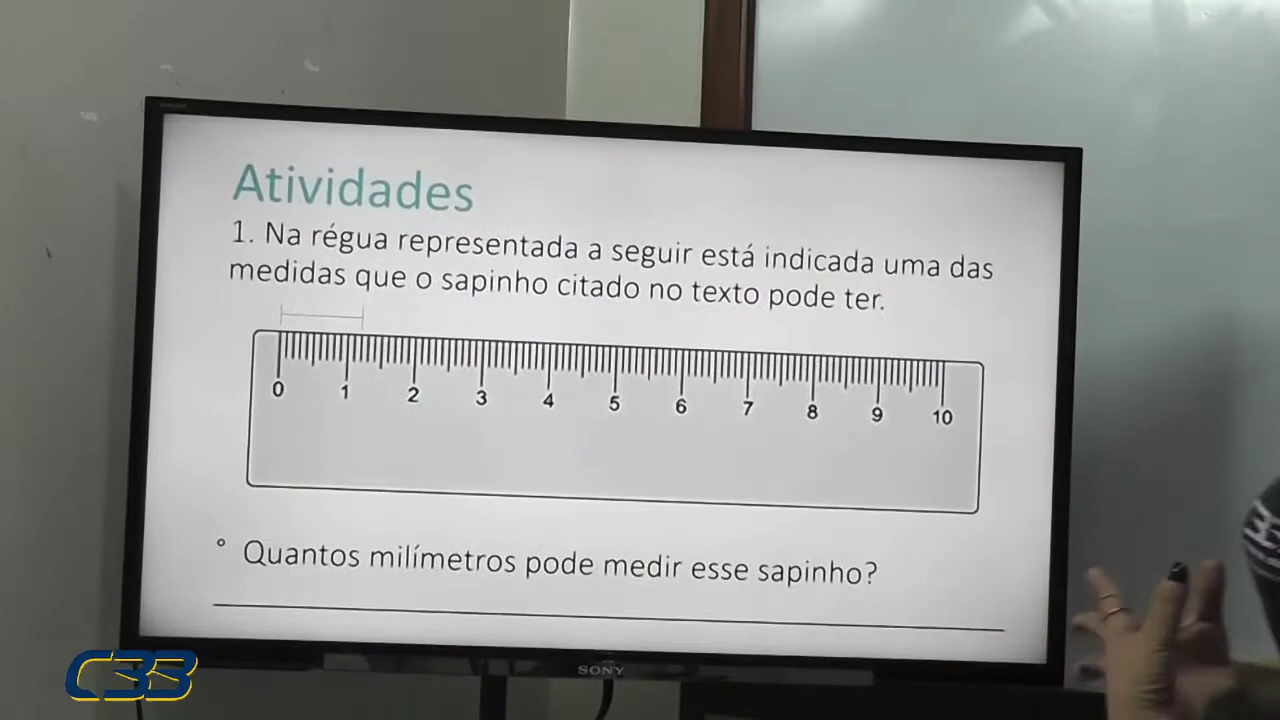 Atividades
1. Na régua representada a seguir está indicada uma das
medidas que o sapinho citado no texto pode ter.
0 1 2 3 4 5 6 7 8 9 10
° Quantos milímetros pode medir esse sapinho?
SONY
C33